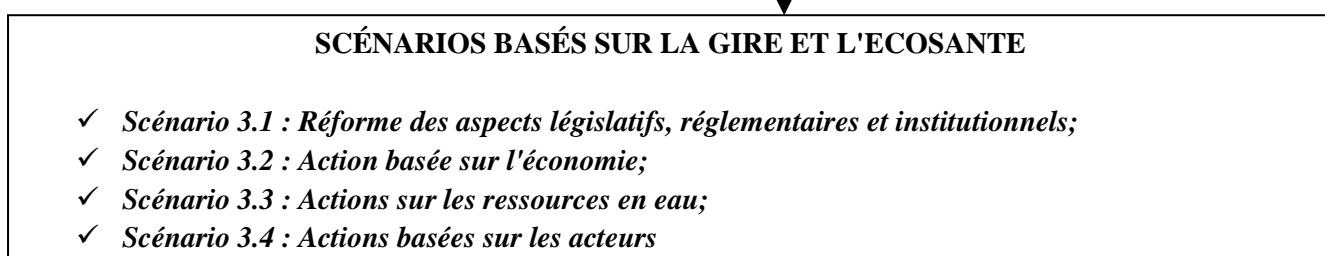 SCÉNARIOS BASÉS SUR LA GIRE ET L'ECOSANTE
✓ Scénario 3.1 : Réforme des aspects législatifs, réglementaires et institutionnels;
✓ Scénario 3.2 : Action basée sur l'économie;
✓ Scénario 3.3 : Actions sur les ressources en eau;
✓ Scénario 3.4 : Actions basées sur les acteurs